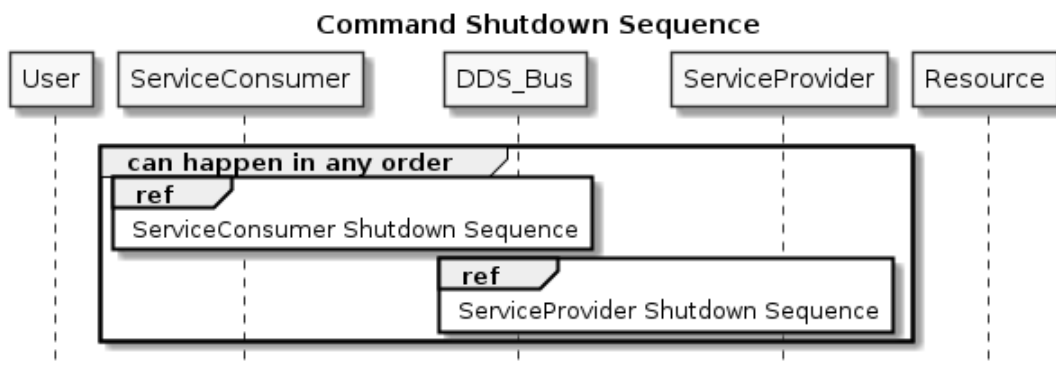 Command Shutdown Sequence
User
ServiceConsumer
DDS_Bus
ServiceProvider
Resource
can happen in any order
ref
ServiceConsumer Shutdown Sequence
ref
ServiceProvider Shutdown Sequence